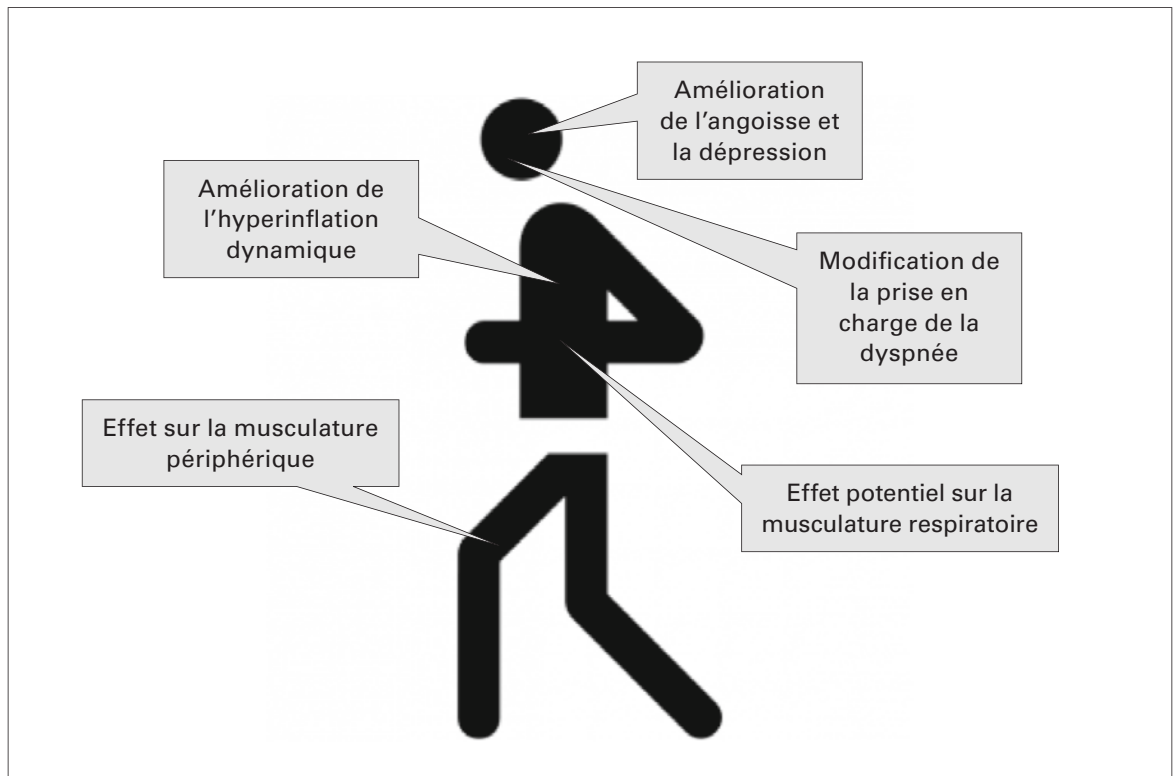 Amélioration
de l'angoisse et
la dépression
Amélioration de
l'hyperinflation
dynamique
Modification de
la prise en
charge de la
dyspnée
Effet sur la musculature
périphérique
Effet potentiel sur la
musculature respiratoire